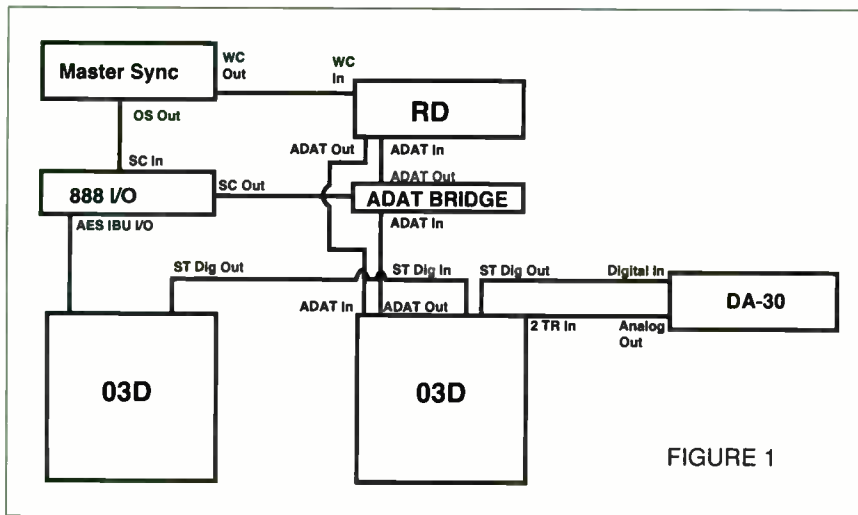 Master Sync
WC
Out
WC
In
RD
OS Out
ADAT Out
ADAT In
SC In
ADAT Out
888 I/O
SC Out
ADAT BRIDGE
AES IBU I/O
ADAT In
ST Dig Out
ST Dig In
ST Dig Out
Digital In
DA-30
ADAT In
ADAT Out
2 TR In
Analog
Out
03D
03D
FIGURE 1